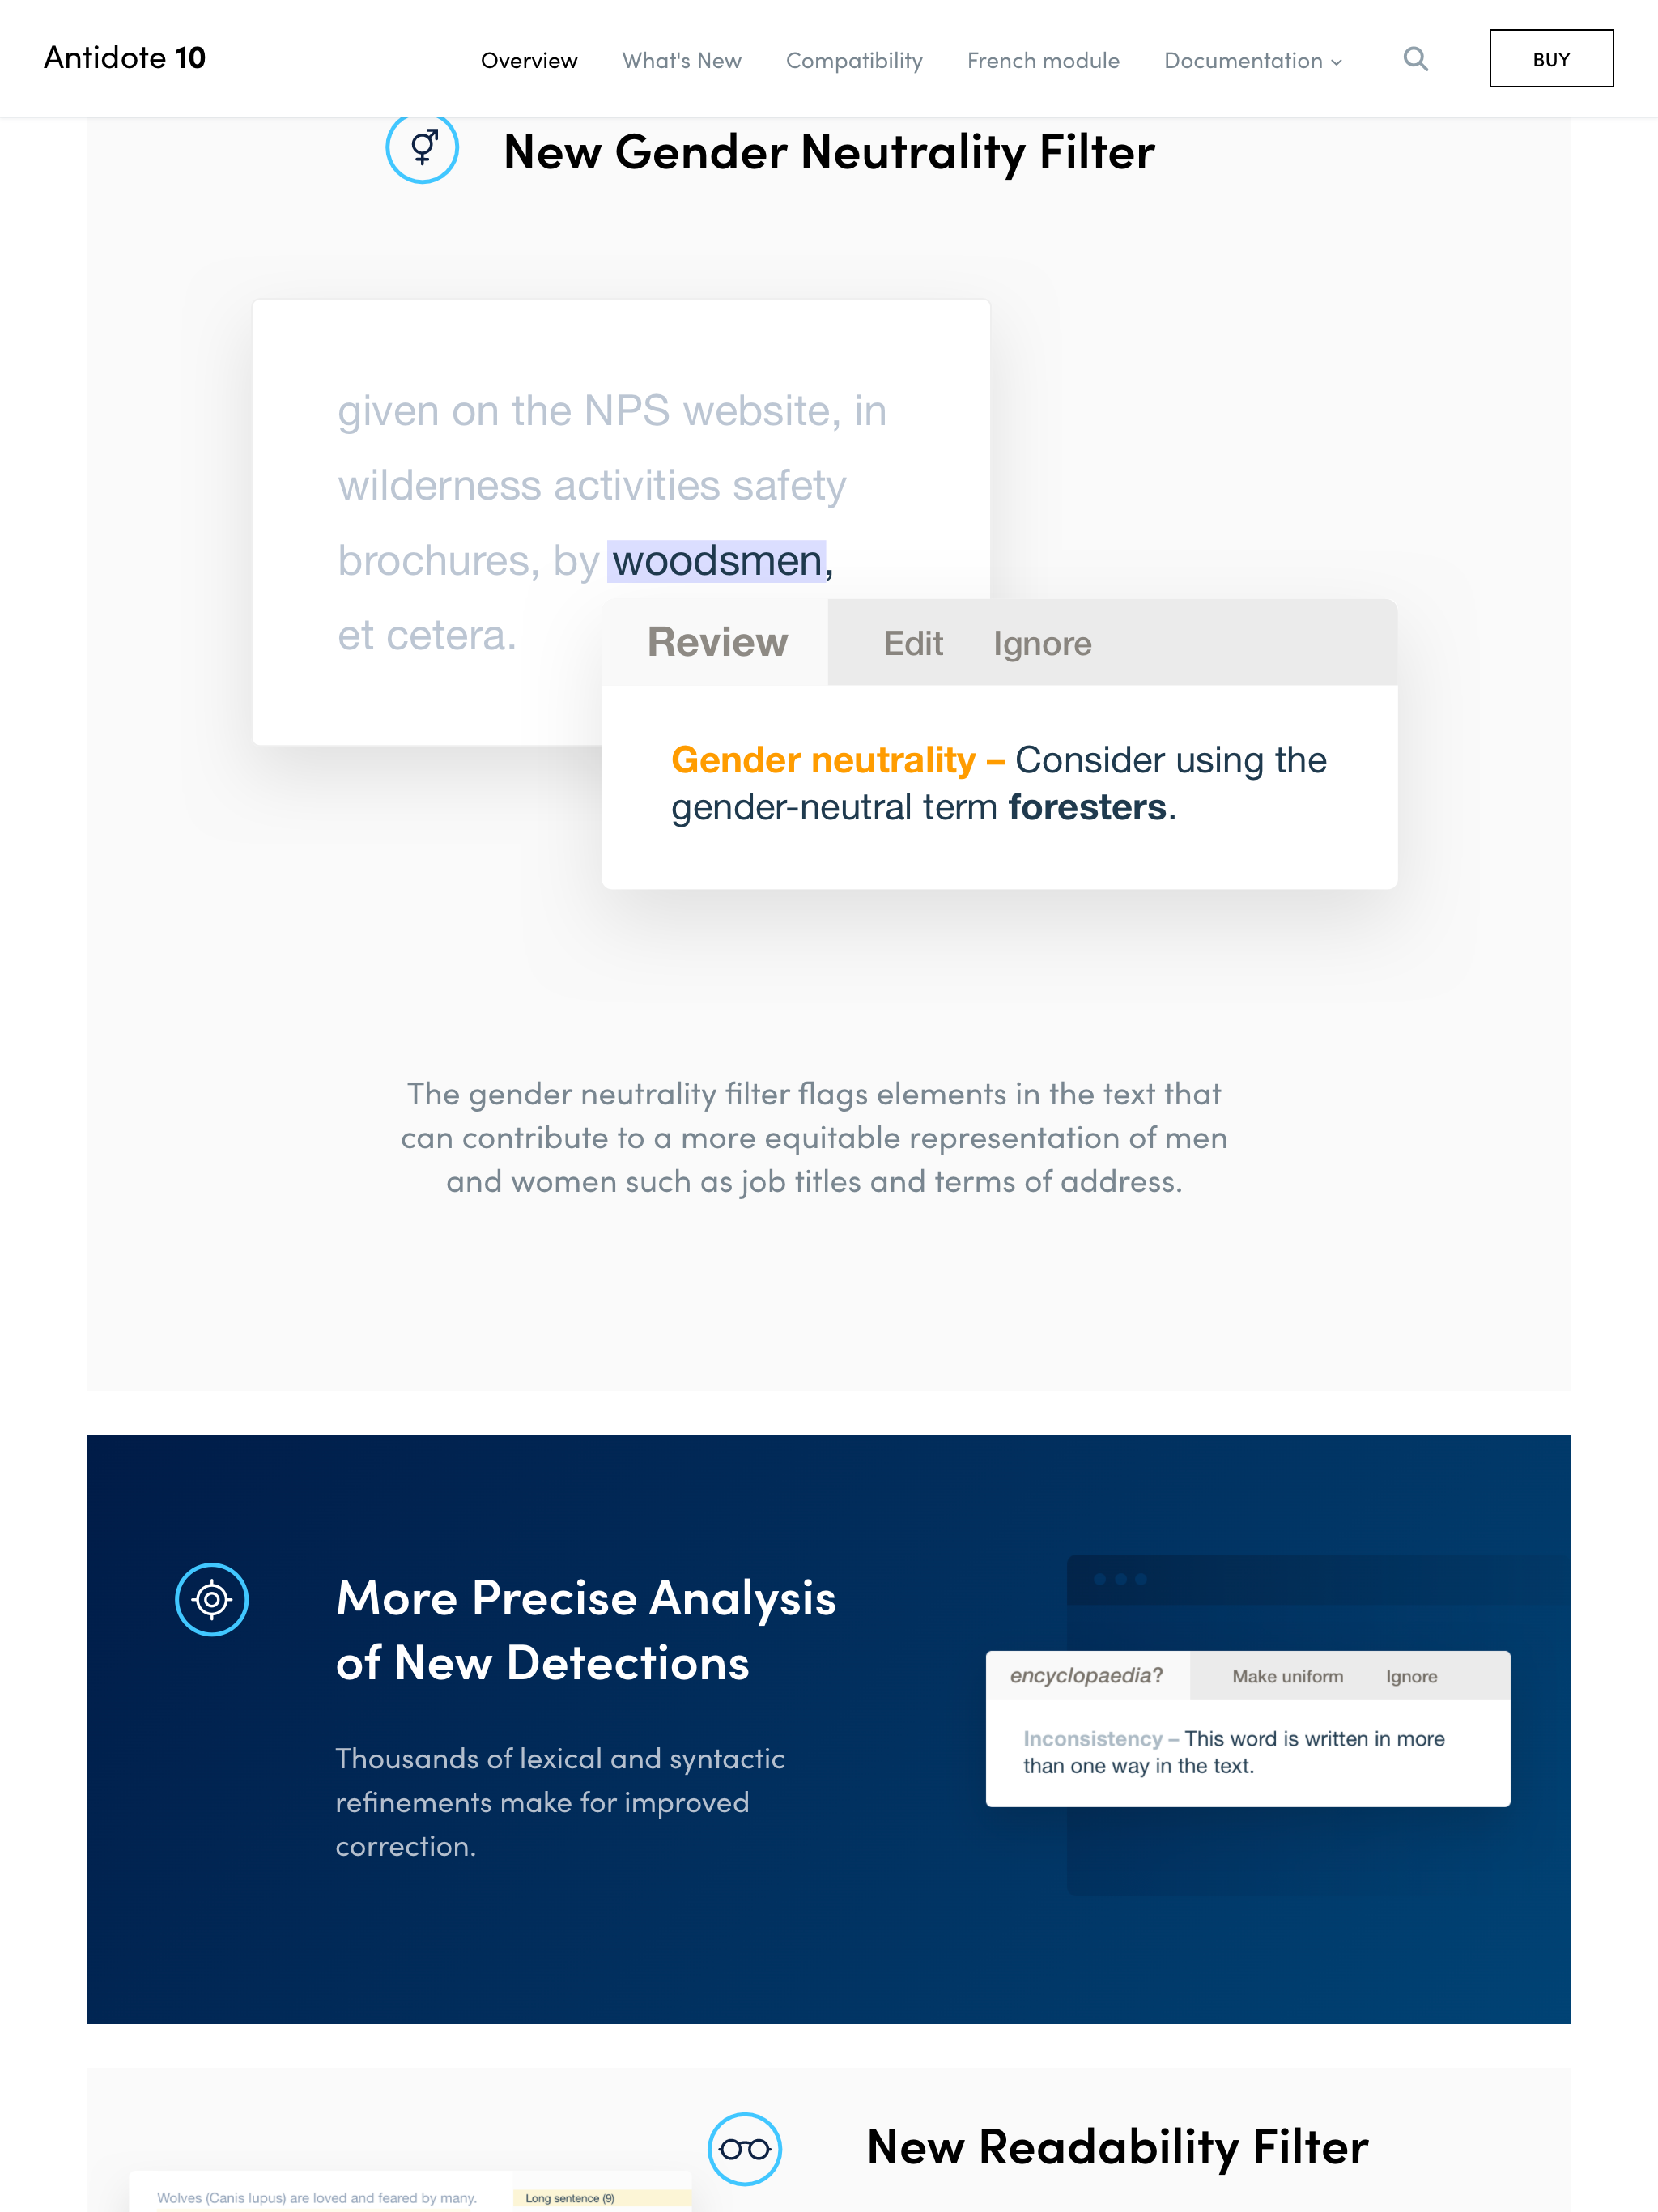 Antidote 10
Overview
What's New
Compatibility
French module
Documentation
BUY
New Gender Neutrality Filter
given on the NPS website, in
wilderness activities safety
brochures, by woodsmen,
et cetera.
Review
Edit
Ignore
Gender neutrality – Consider using the
gender-neutral term foresters.
The gender neutrality filter flags elements in the text that
can contribute to a more equitable representation of men
and women such as job titles and terms of address.
More Precise Analysis
of New Detections
Thousands of lexical and syntactic
refinements make for improved
correction.
encyclopaedia?
Make uniform
Ignore
Inconsistency – This word is written in more
than one way in the text.
New Readability Filter
Wolves (Canis lupus) are loved and feared by many.
Long sentence (9)